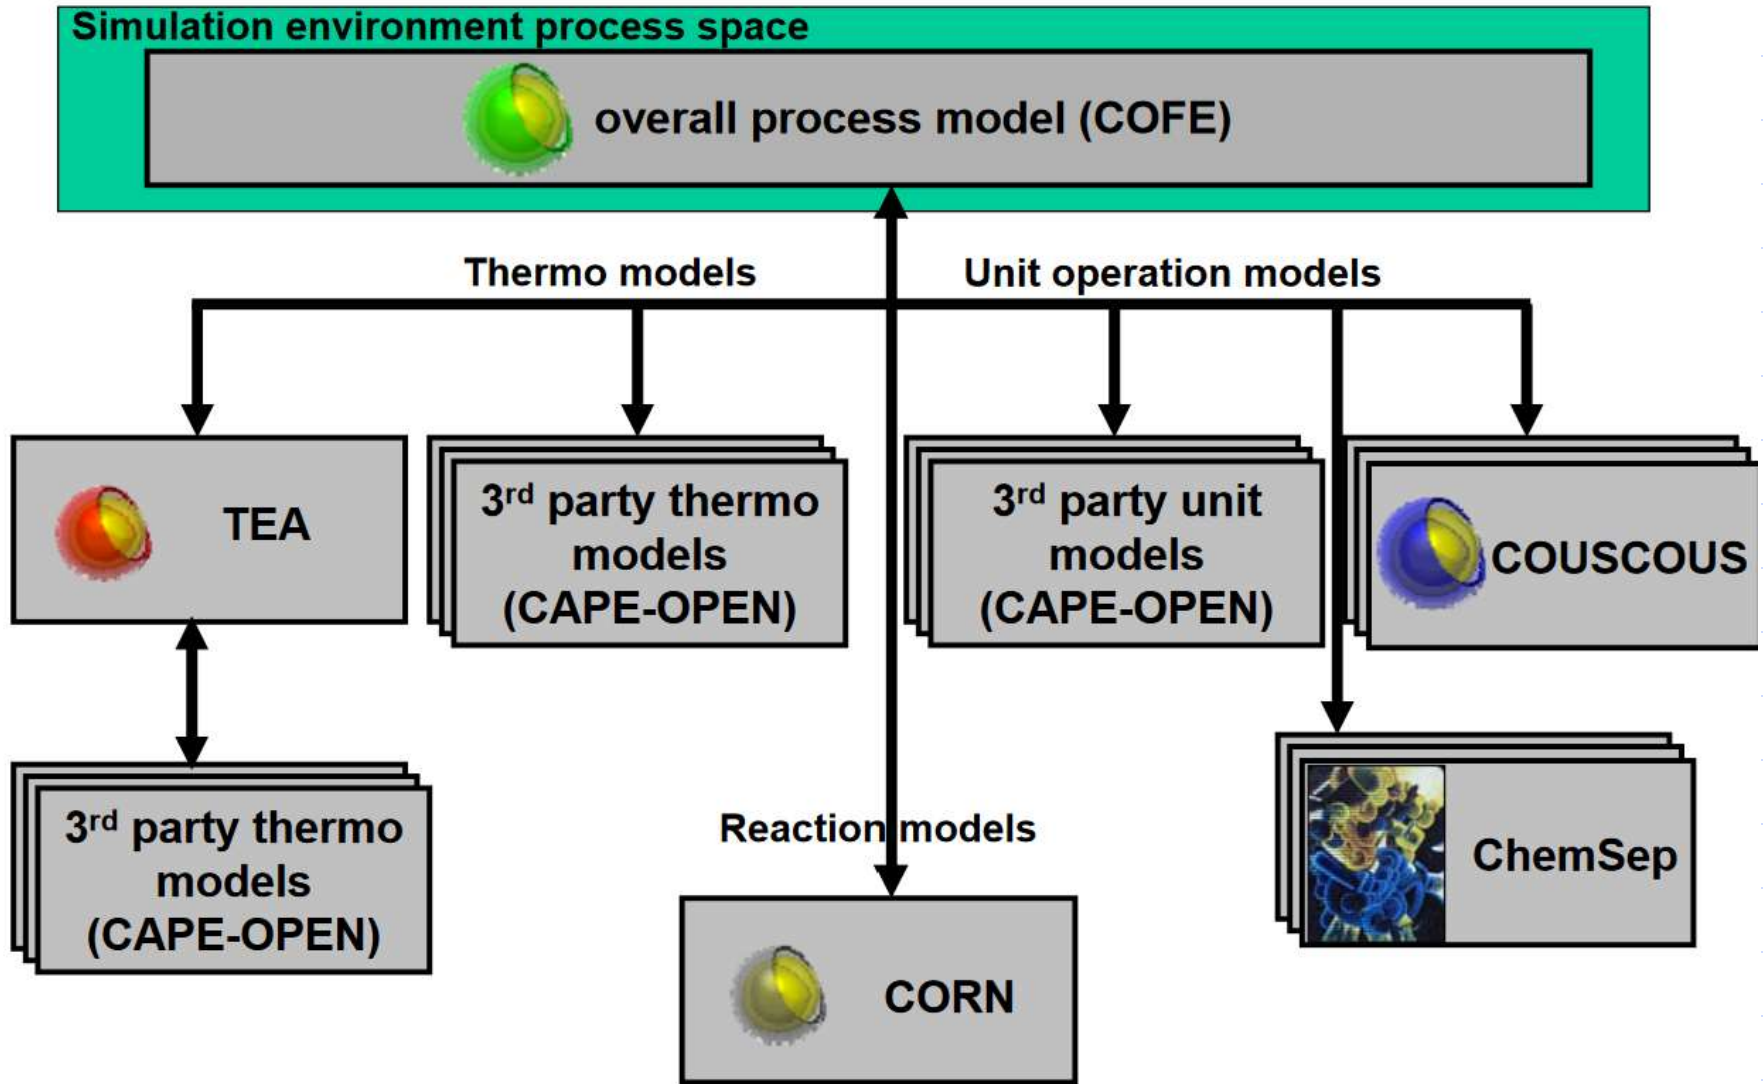 Simulation environment process space
overall process model (COFE)
Thermo models
Unit operation models
TEA
3rd party thermo
models
(CAPE-OPEN)
3rd party unit
models
(CAPE-OPEN)
COUSCOUS
3rd party thermo
models
(CAPE-OPEN)
Reaction models
ChemSep
CORN